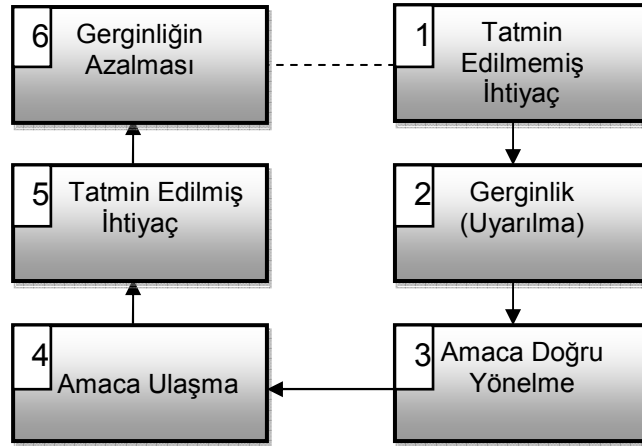 6
Gerginliğin
Azalması
1
Tatmin
Edilmemiş
İhtiyaç
5
Tatmin Edilmiş
İhtiyaç
2
Gerginlik
(Uyarılma)
4
Amaca Ulaşma
3
Amaca Doğru
Yönelme